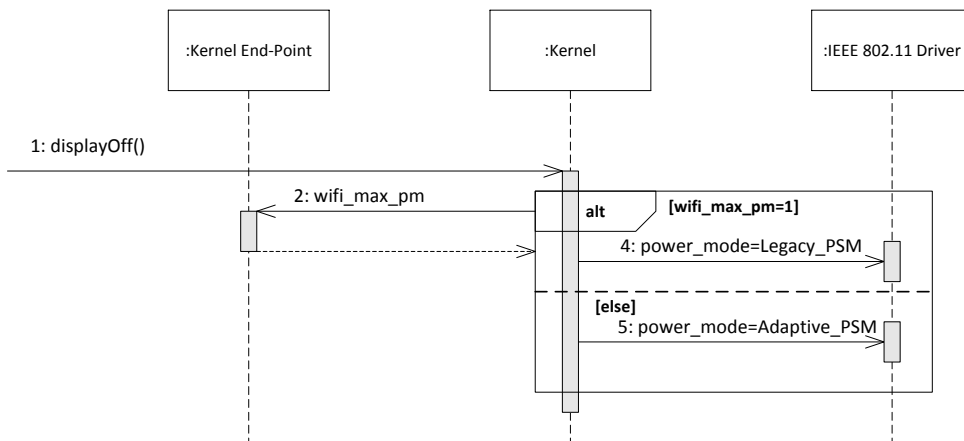 :Kernel End-Point
:Kernel
:IEEE 802.11 Driver
1: displayOff()
2: wifi_max_pm
alt
[wifi_max_pm=1]
4: power_mode=Legacy_PSM
[else]
5: power_mode=Adaptive_PSM